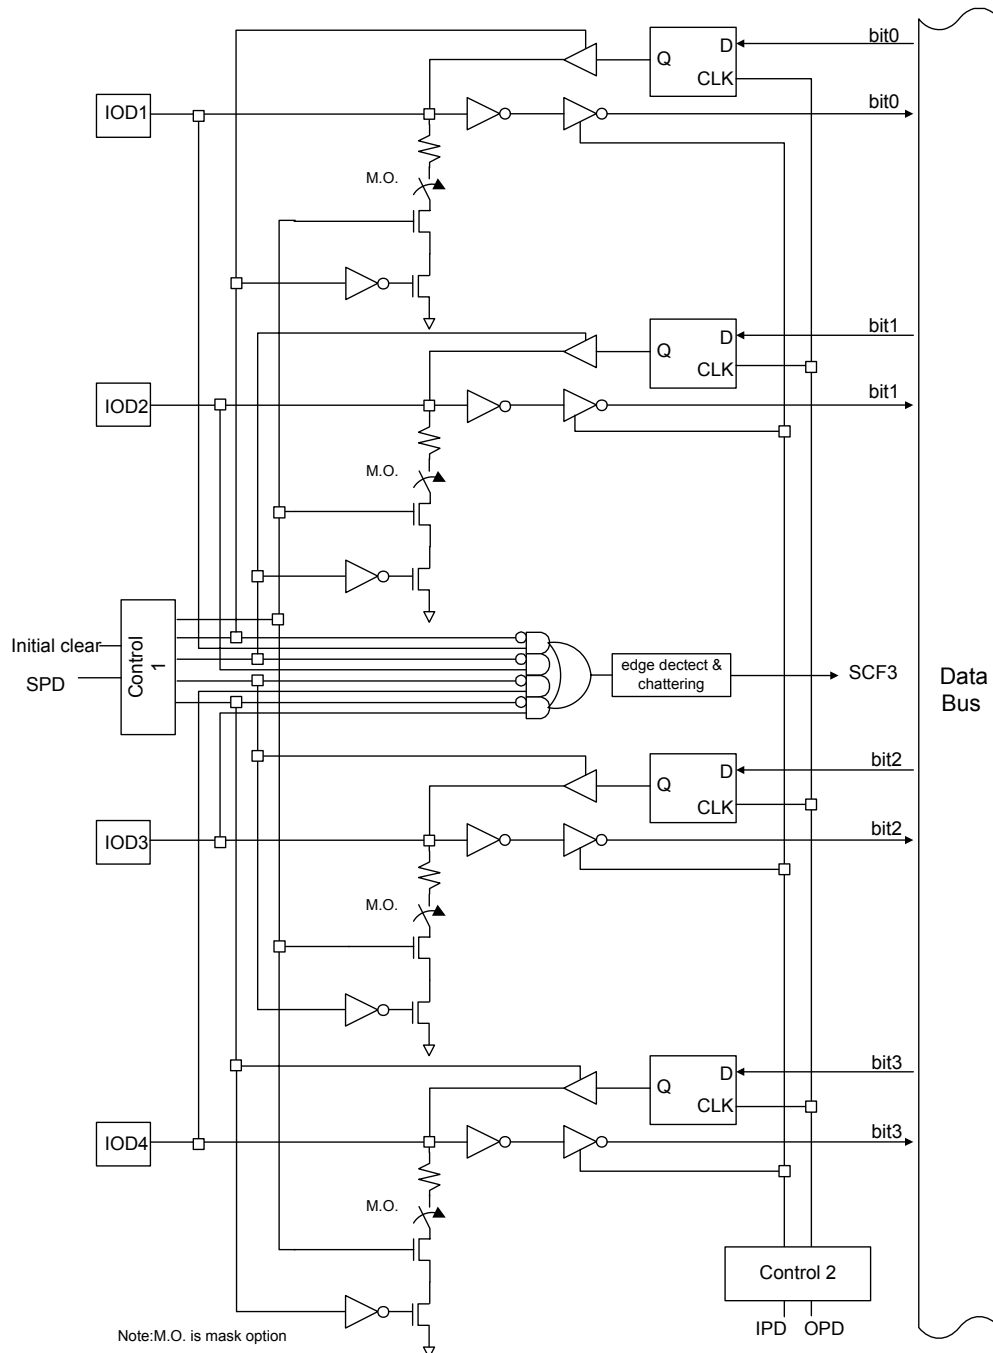 bit0
D
Q
CLK
IOD1
bit0
M.O.
bit1
D
Q
CLK
IOD2
bit1
M.O.
Initial clear
SPD
Control 1
edge dectect & chattering
SCF3
Data Bus
bit2
D
Q
CLK
IOD3
bit2
M.O.
bit3
D
Q
CLK
IOD4
bit3
M.O.
Control 2
IPD OPD
Note:M.O. is mask option